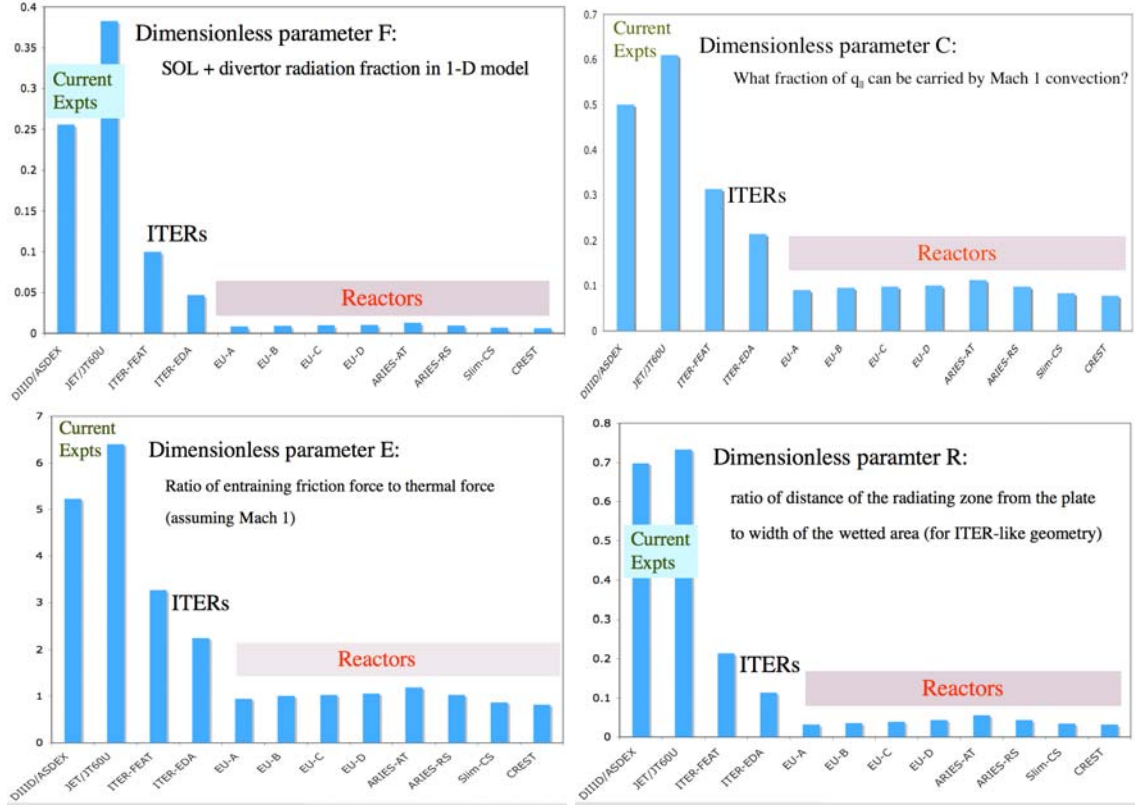 0.4
0.35
0.3
0.25
0.2
0.15
0.1
0.05
0
Dimensionless parameter F:
SOL + divertor radiation fraction in 1-D model
Current
Expts
ITERs
Reactors
DIIID/ASDEX
JET/JT60U
ITER-FEAT
ITER-EDA
EU-A
EU-B
EU-C
EU-D
ARIES-AT
ARIES-RS
Slim-CS
CREST
0.7
0.6
0.5
0.4
0.3
0.2
0.1
0
Current
Expts
Dimensionless parameter C:
What fraction of q∥ can be carried by Mach 1 convection?
ITERs
Reactors
DIIID/ASDEX
JET/JT60U
ITER-FEAT
ITER-EDA
EU-A
EU-B
EU-C
EU-D
ARIES-AT
ARIES-RS
Slim-CS
CREST
7
6
5
4
3
2
1
0
Current
Expts
Dimensionless parameter E:
Ratio of entraining friction force to thermal force
(assuming Mach 1)
ITERs
Reactors
DIIID/ASDEX
JET/JT60U
ITER-FEAT
ITER-EDA
EU-A
EU-B
EU-C
EU-D
ARIES-AT
ARIES-RS
Slim-CS
CREST
0.8
0.7
0.6
0.5
0.4
0.3
0.2
0.1
0
Dimensionless paramter R:
ratio of distance of the radiating zone from the plate
to width of the wetted area (for ITER-like geometry)
Current
Expts
ITERs
Reactors
DIIID/ASDEX
JET/JT60U
ITER-FEAT
ITER-EDA
EU-A
EU-B
EU-C
EU-D
ARIES-AT
ARIES-RS
Slim-CS
CREST